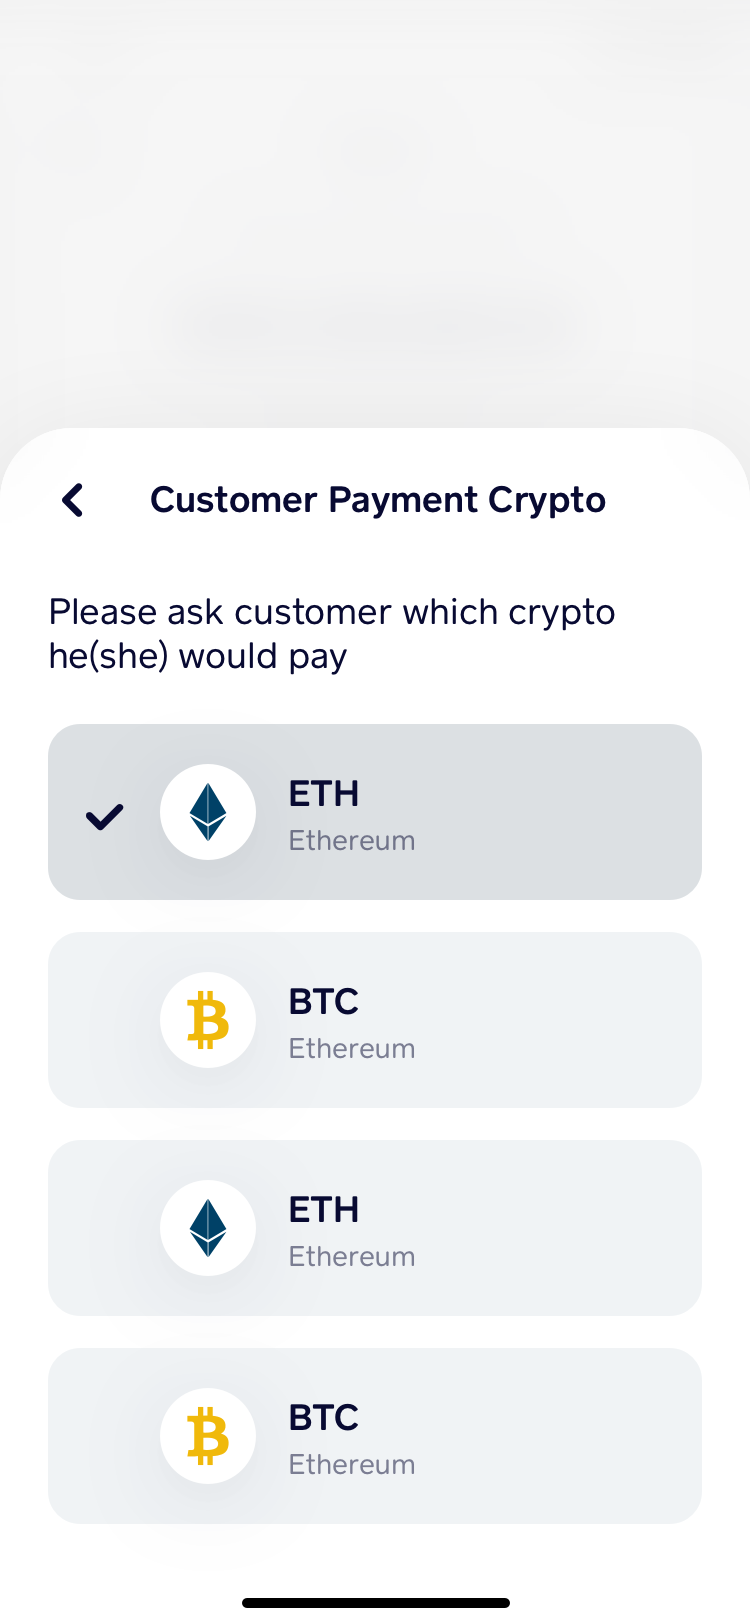 Customer Payment Crypto
Please ask customer which crypto
he(she) would pay
ETH
Ethereum
BTC
Ethereum
ETH
Ethereum
BTC
Ethereum